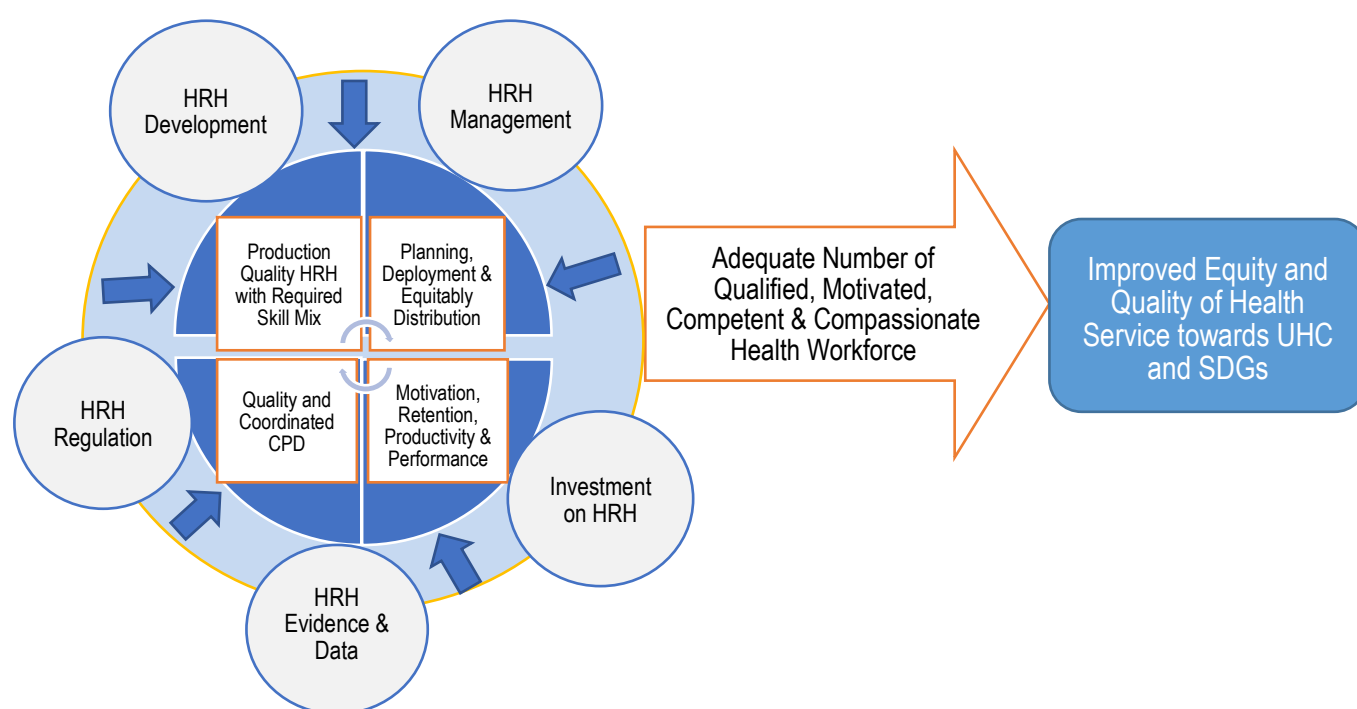 HRH
Development
HRH
Management
Production
Quality HRH
with Required
Skill Mix
Planning,
Deployment &
Equitably
Distribution
Quality and
Coordinated
CPD
Motivation,
Retention,
Productivity &
Performance
HRH
Regulation
Investment
on HRH
HRH
Evidence &
Data
Adequate Number of
Qualified, Motivated,
Competent & Compassionate
Health Workforce
Improved Equity and
Quality of Health
Service towards UHC
and SDGs